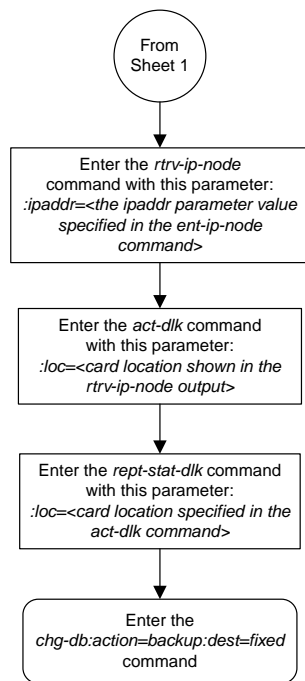 From
Sheet 1
Enter the rtrv-ip-node
command with this parameter:
:ipaddr=<the ipaddr parameter value
specified in the ent-ip-node
command>
Enter the act-dlk command
with this parameter:
:loc=<card location shown in the
rtrv-ip-node output>
Enter the rept-stat-dlk command
with this parameter:
:loc=<card location specified in the
act-dlk command>
Enter the
chg-db:action=backup:dest=fixed
command